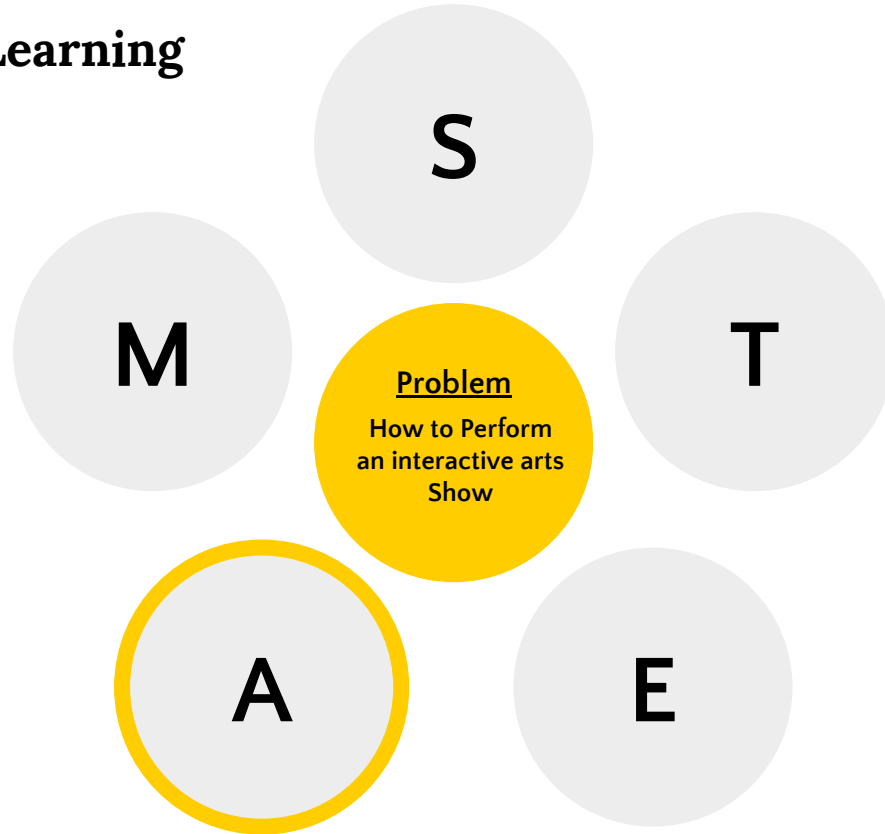 Learning
S
M
T
Problem
How to Perform
an interactive arts
Show
A
E